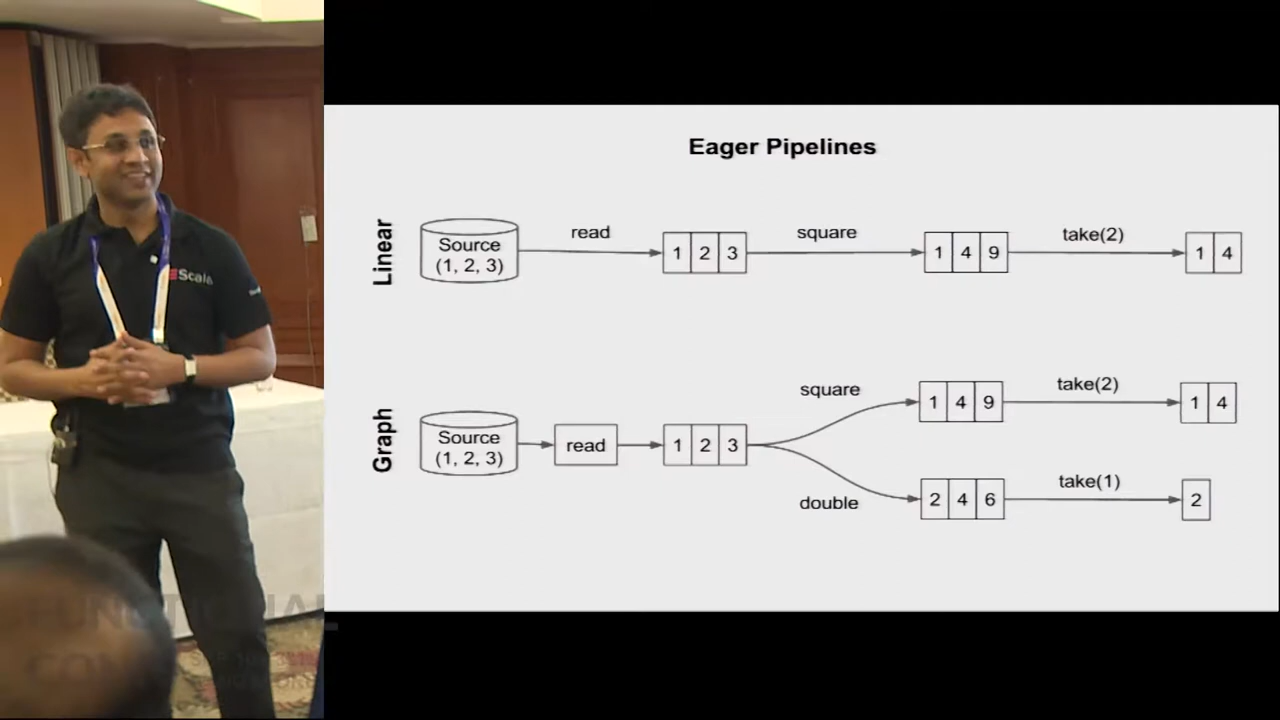 Eager Pipelines
Linear
Source
(1, 2, 3)
read
1 2 3
square
1 4 9
take(2)
1 4
Graph
Source
(1, 2, 3)
read
1 2 3
square
1 4 9
take(2)
1 4
double
2 4 6
take(1)
2
Scala
FUNCTIONAL
CON